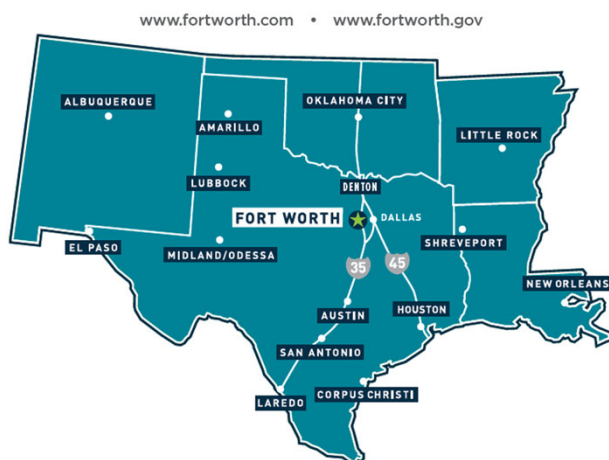 www.fortworth.com • www.fortworth.gov
ALBUQUERQUE
AMARILLO
OKLAHOMA CITY
LITTLE ROCK
LUBBOCK
DENTON
FORT WORTH
DALLAS
EL PASO
MIDLAND/ODESSA
SHREVEPORT
35
45
NEW ORLEANS
AUSTIN
HOUSTON
SAN ANTONIO
LAREDO
CORPUS CHRISTI